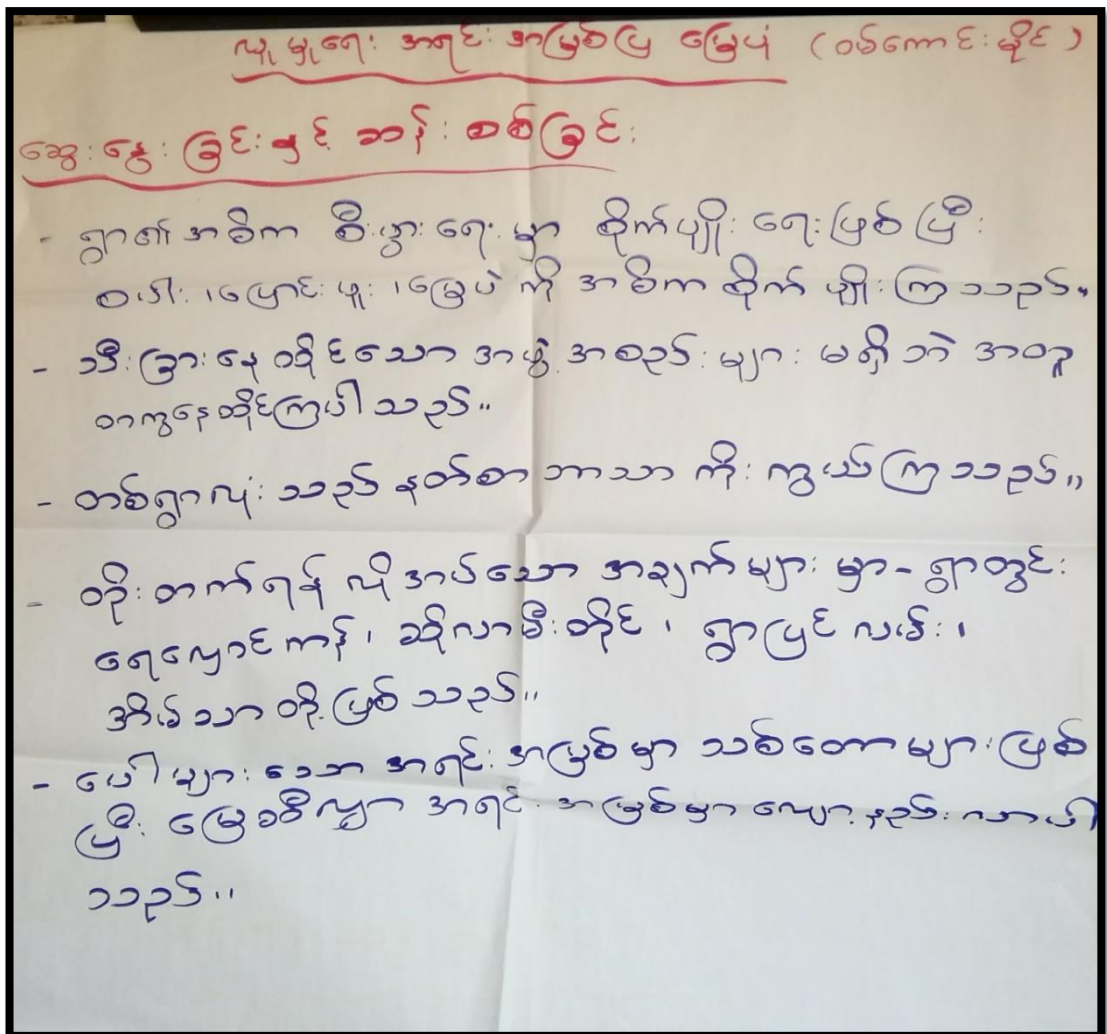 လူမှုရေး အရင်းအမြစ်ပြ မြေပုံ (ဝမ်ကောင်းမိုင်)
ဆွေးနွေးခြင်းနှင့် ဆန်းစစ်ခြင်း
- ရွာ၏အဓိက စီးပွားရေးမှာ စိုက်ပျိုးရေးဖြစ်ပြီး
စပါး၊ ပြောင်းဖူး၊ မြေပဲ ကို အဓိက စိုက်ပျိုးကြသည်။
- သီးခြားနေထိုင်သော အဖွဲ့အစည်းများ မရှိဘဲ အတူ
တကွနေထိုင်ကြပါသည်။
- တစ်ရွာလုံးသည် နတ်စာဘာသာ ကိုးကွယ်ကြသည်။
- တိုးတက်ရန် လိုအပ်သော အချက်များမှာ - ရွာတွင်း
ရေလှောင်ကန်၊ ဆိုလာမီးတိုင်၊ ရွာပြင်လမ်း၊
အိမ်သာ တို့ဖြစ်သည်။
- ပေါများသော အရင်းအမြစ်မှာ သစ်တောများဖြစ်
ပြီး မြေဆီလွှာ အရင်းအမြစ်မှာ လျော့နည်းလာပါ
သည်။